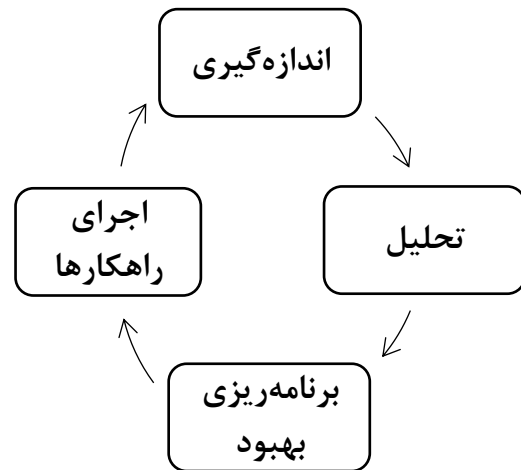 اندازه‌گیری
تحلیل
برنامه‌ریزی
بهبود
اجرای
راهکارها